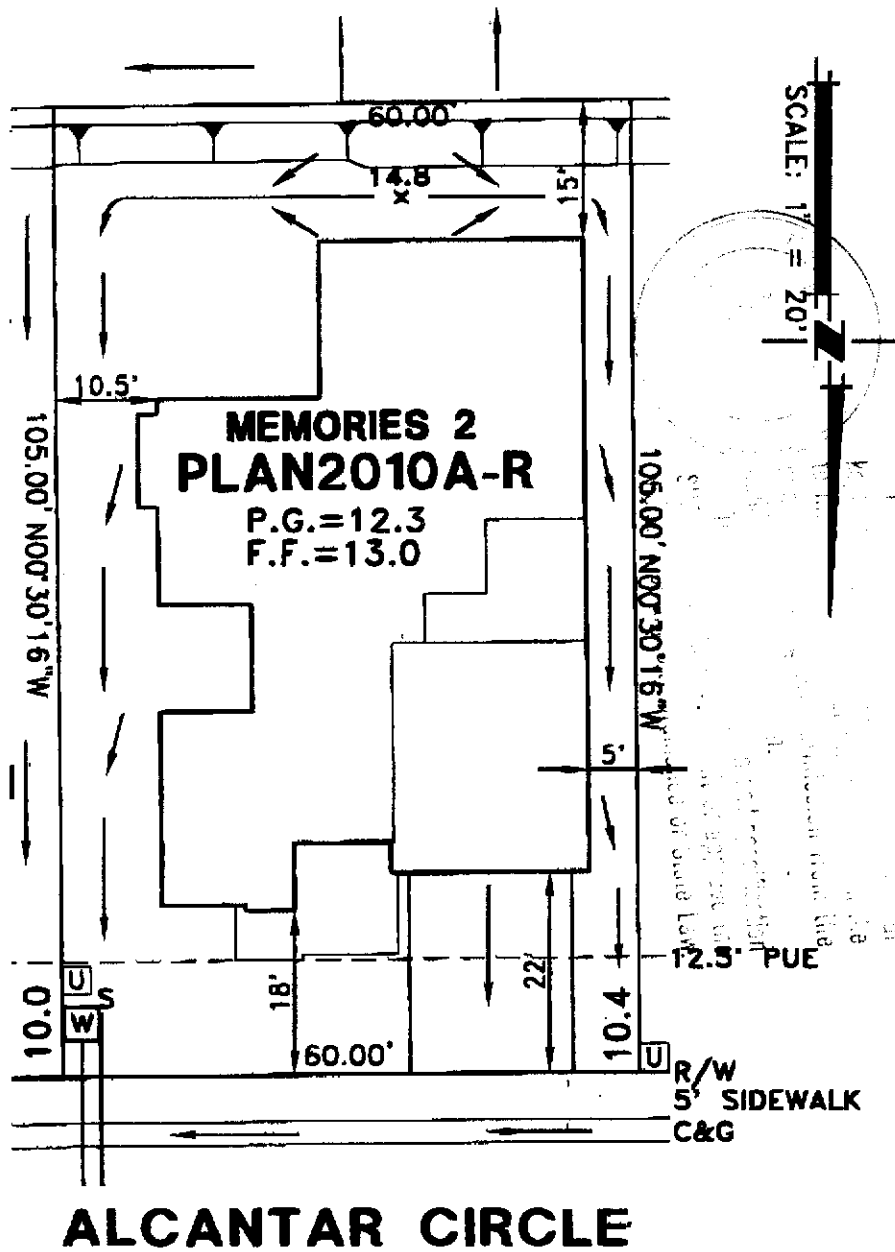 60.00'
14.8
x
15'
SCALE: 1" = 20'
10.5'
MEMORIES 2
PLAN2010A-R
P.G.=12.3
F.F.=13.0
105.00' N00°30'16"W
105.00' N00°30'16"W
5'
12.5' PUE
U
S
W
10.0
18'
22'
10.4
60.00'
U
R/W
5' SIDEWALK
C&G
ALCANTAR CIRCLE